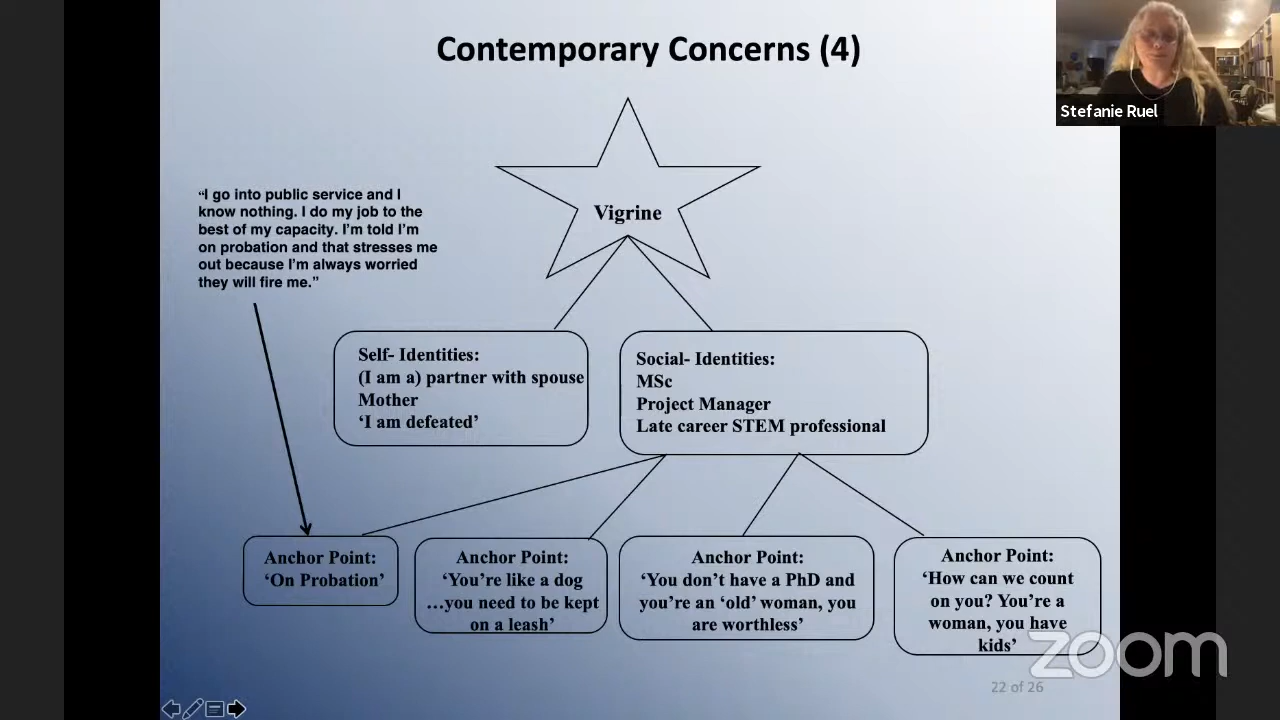 Contemporary Concerns (4)
Stefanie Ruel
Vigrine
“I go into public service and I
know nothing. I do my job to the
best of my capacity. I’m told I’m
on probation and that stresses me
out because I’m always worried
they will fire me.”
Self- Identities:
(I am a) partner with spouse
Mother
‘I am defeated’
Social- Identities:
MSc
Project Manager
Late career STEM professional
Anchor Point:
‘On Probation’
Anchor Point:
‘You’re like a dog
…you need to be kept
on a leash’
Anchor Point:
‘You don’t have a PhD and
you’re an ‘old’ woman, you
are worthless’
Anchor Point:
‘How can we count
on you? You’re a
woman, you have
kids’
zoom
22 of 26